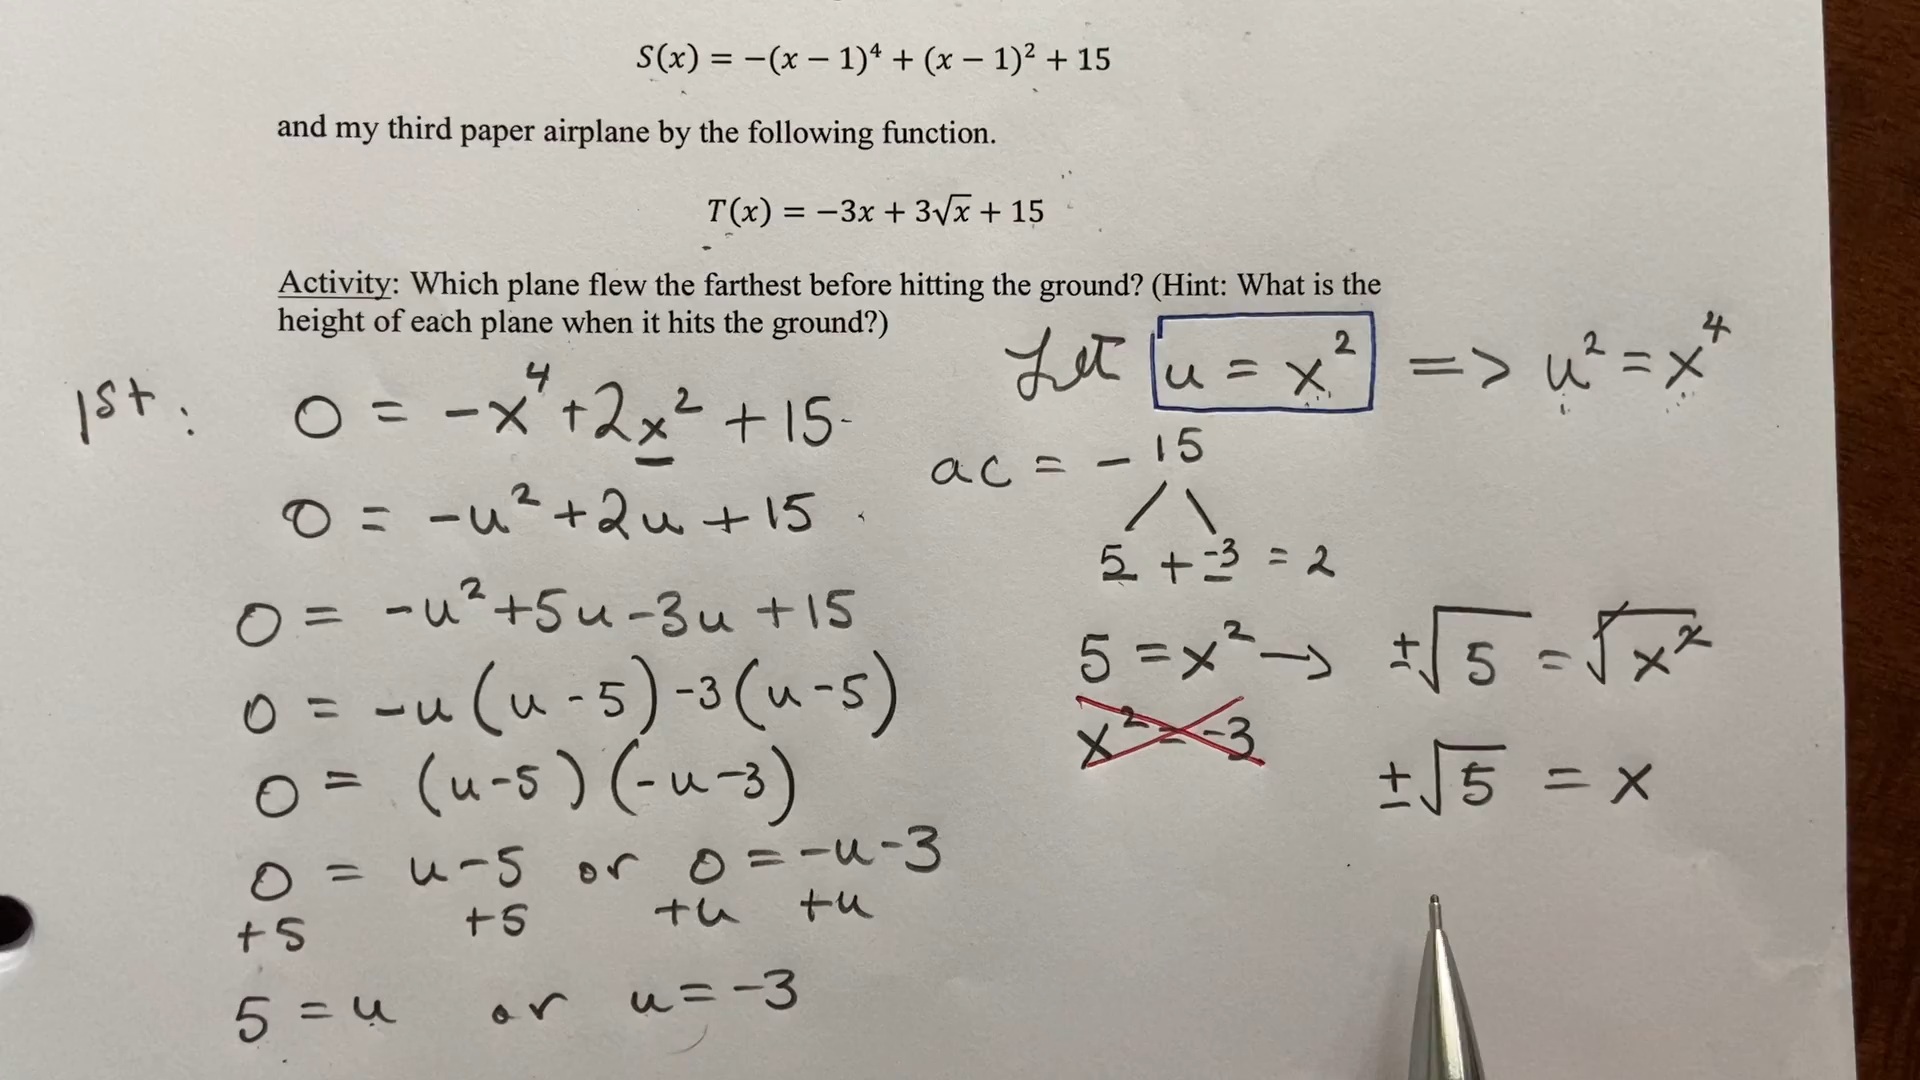 S(x) = −(x − 1)⁴ + (x − 1)² + 15
and my third paper airplane by the following function.
T(x) = −3x + 3√x + 15
Activity: Which plane flew the farthest before hitting the ground? (Hint: What is the
height of each plane when it hits the ground?)
Let u = x² => u² = x⁴
1st: 0 = -x⁴ + 2x² + 15
ac = -15
0 = -u² + 2u + 15
5 + -3 = 2
0 = -u² + 5u - 3u + 15
5 = x² → ±√5 = √x²
0 = -u(u - 5) -3(u - 5)
x² = -3
0 = (u - 5)(-u - 3)
±√5 = x
0 = u - 5 or 0 = -u - 3
+5 +5 +u +u
5 = u or u = -3